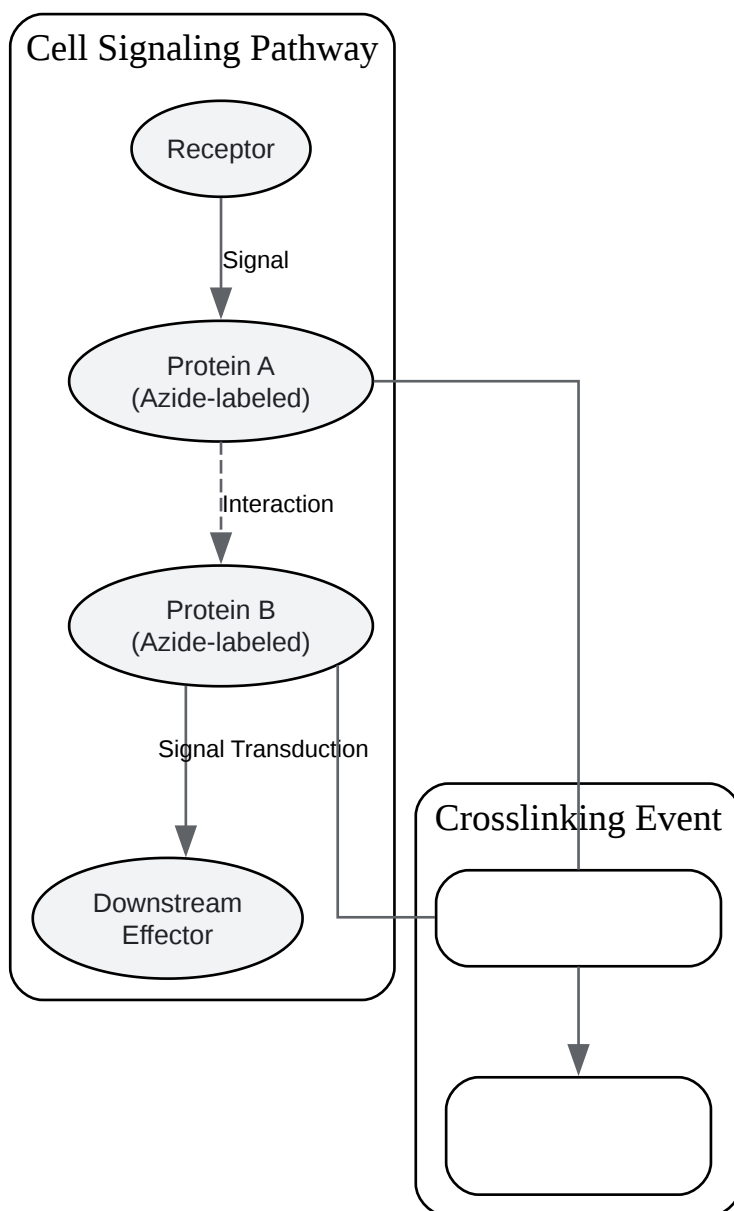 Cell Signaling Pathway
Receptor
Signal
Protein A
(Azide-labeled)
Interaction
Protein B
(Azide-labeled)
Signal Transduction
Crosslinking Event
Downstream
Effector